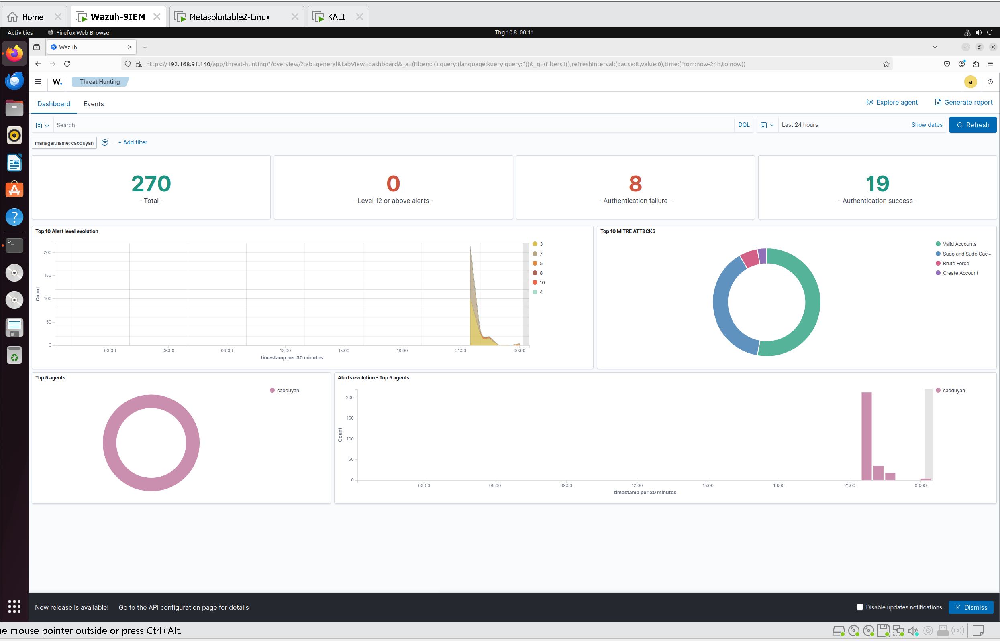 Home
Wazuh-SIEM
Metasploitable2-Linux
KALI
Activities
Firefox Web Browser
Thg 10 8 00:11
Wazuh
https://192.168.91.140/app/threat-hunting#/overview/?tab=general&tabView=dashboard&_a=(filters:!(),query:(language:kuery,query:''))&_g=(filters:!(),refreshInterval:(pause:!t,value:0),time:(from:now-24h,to:now))
W.
Threat Hunting
a
Dashboard
Events
Explore agent
Generate report
Search
DQL
Last 24 hours
Show dates
Refresh
manager.name: caoduyan
+ Add filter
270
- Total -
0
- Level 12 or above alerts -
8
- Authentication failure -
19
- Authentication success -
Top 10 Alert level evolution
Count
200
150
100
50
0
03:00
06:00
09:00
12:00
15:00
18:00
21:00
00:00
timestamp per 30 minutes
3
7
5
8
10
4
Top 10 MITRE ATT&CKS
Valid Accounts
Sudo and Sudo Cac...
Brute Force
Create Account
Top 5 agents
caoduyan
Alerts evolution - Top 5 agents
Count
200
150
100
50
0
03:00
06:00
09:00
12:00
15:00
18:00
21:00
00:00
timestamp per 30 minutes
caoduyan
New release is available!
Go to the API configuration page for details
Disable updates notifications
Dismiss
he mouse pointer outside or press Ctrl+Alt.